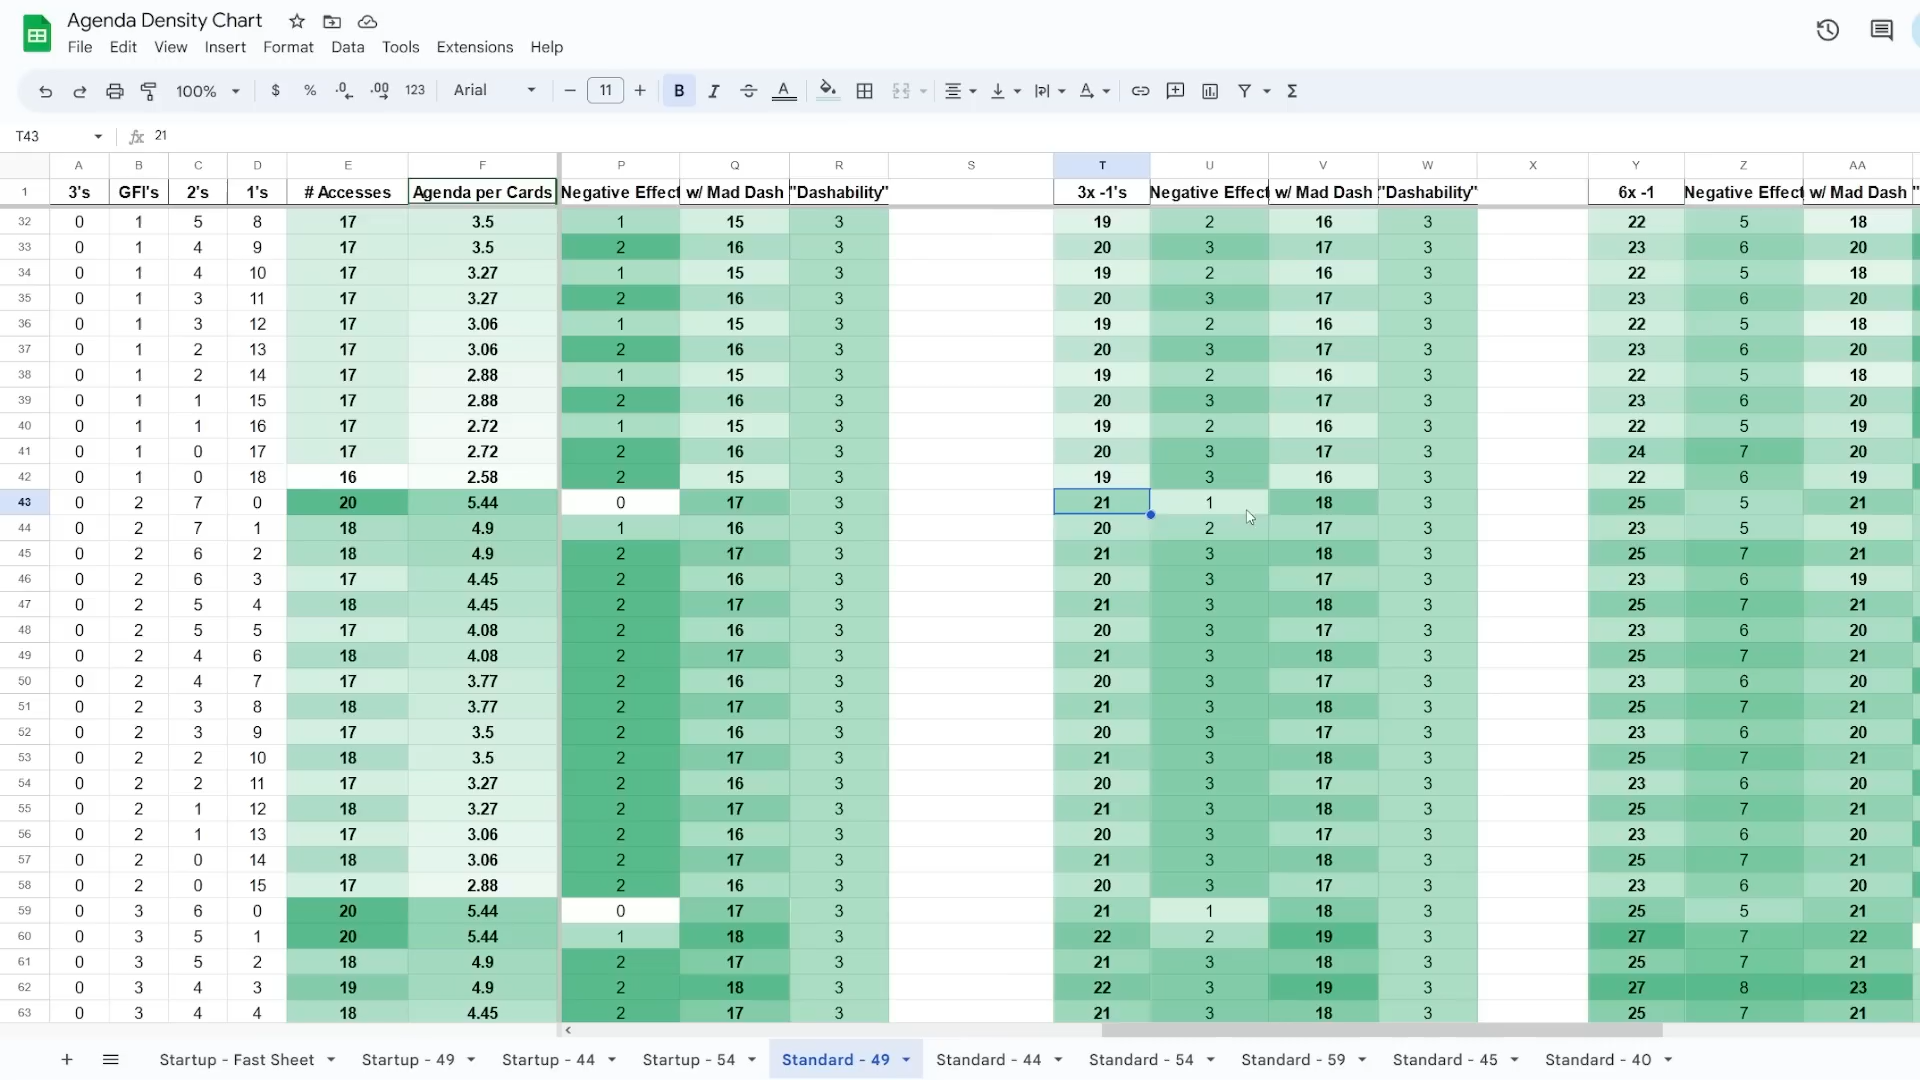 Agenda Density Chart
File Edit View Insert Format Data Tools Extensions Help
100% $ % .0 .00 123 Arial 11 B I A
T43 fx 21
A B C D E F P Q R S T U V W X Y Z AA
1 3's GFI's 2's 1's # Accesses Agenda per Cards Negative Effect w/ Mad Dash "Dashability" 3x -1's Negative Effect w/ Mad Dash "Dashability" 6x -1 Negative Effect w/ Mad Dash "
32 0 1 5 8 17 3.5 1 15 3 19 2 16 3 22 5 18
33 0 1 4 9 17 3.5 2 16 3 20 3 17 3 23 6 20
34 0 1 4 10 17 3.27 1 15 3 19 2 16 3 22 5 18
35 0 1 3 11 17 3.27 2 16 3 20 3 17 3 23 6 20
36 0 1 3 12 17 3.06 1 15 3 19 2 16 3 22 5 18
37 0 1 2 13 17 3.06 2 16 3 20 3 17 3 23 6 20
38 0 1 2 14 17 2.88 1 15 3 19 2 16 3 22 5 18
39 0 1 1 15 17 2.88 2 16 3 20 3 17 3 23 6 20
40 0 1 1 16 17 2.72 1 15 3 19 2 16 3 22 5 19
41 0 1 0 17 17 2.72 2 16 3 20 3 17 3 24 7 20
42 0 1 0 18 16 2.58 2 15 3 19 3 16 3 22 6 19
43 0 2 7 0 20 5.44 0 17 3 21 1 18 3 25 5 21
44 0 2 7 1 18 4.9 1 16 3 20 2 17 3 23 5 19
45 0 2 6 2 18 4.9 2 17 3 21 3 18 3 25 7 21
46 0 2 6 3 17 4.45 2 16 3 20 3 17 3 23 6 19
47 0 2 5 4 18 4.45 2 17 3 21 3 18 3 25 7 21
48 0 2 5 5 17 4.08 2 16 3 20 3 17 3 23 6 20
49 0 2 4 6 18 4.08 2 17 3 21 3 18 3 25 7 21
50 0 2 4 7 17 3.77 2 16 3 20 3 17 3 23 6 20
51 0 2 3 8 18 3.77 2 17 3 21 3 18 3 25 7 21
52 0 2 3 9 17 3.5 2 16 3 20 3 17 3 23 6 20
53 0 2 2 10 18 3.5 2 17 3 21 3 18 3 25 7 21
54 0 2 2 11 17 3.27 2 16 3 20 3 17 3 23 6 20
55 0 2 1 12 18 3.27 2 17 3 21 3 18 3 25 7 21
56 0 2 1 13 17 3.06 2 16 3 20 3 17 3 23 6 20
57 0 2 0 14 18 3.06 2 17 3 21 3 18 3 25 7 21
58 0 2 0 15 17 2.88 2 16 3 20 3 17 3 23 6 20
59 0 3 6 0 20 5.44 0 17 3 21 1 18 3 25 5 21
60 0 3 5 1 20 5.44 1 18 3 22 2 19 3 27 7 22
61 0 3 5 2 18 4.9 2 17 3 21 3 18 3 25 7 21
62 0 3 4 3 19 4.9 2 18 3 22 3 19 3 27 8 23
63 0 3 4 4 18 4.45 2 17 3 21 3 18 3 25 7 21
Startup - Fast Sheet Startup - 49 Startup - 44 Startup - 54 Standard - 49 Standard - 44 Standard - 54 Standard - 59 Standard - 45 Standard - 40